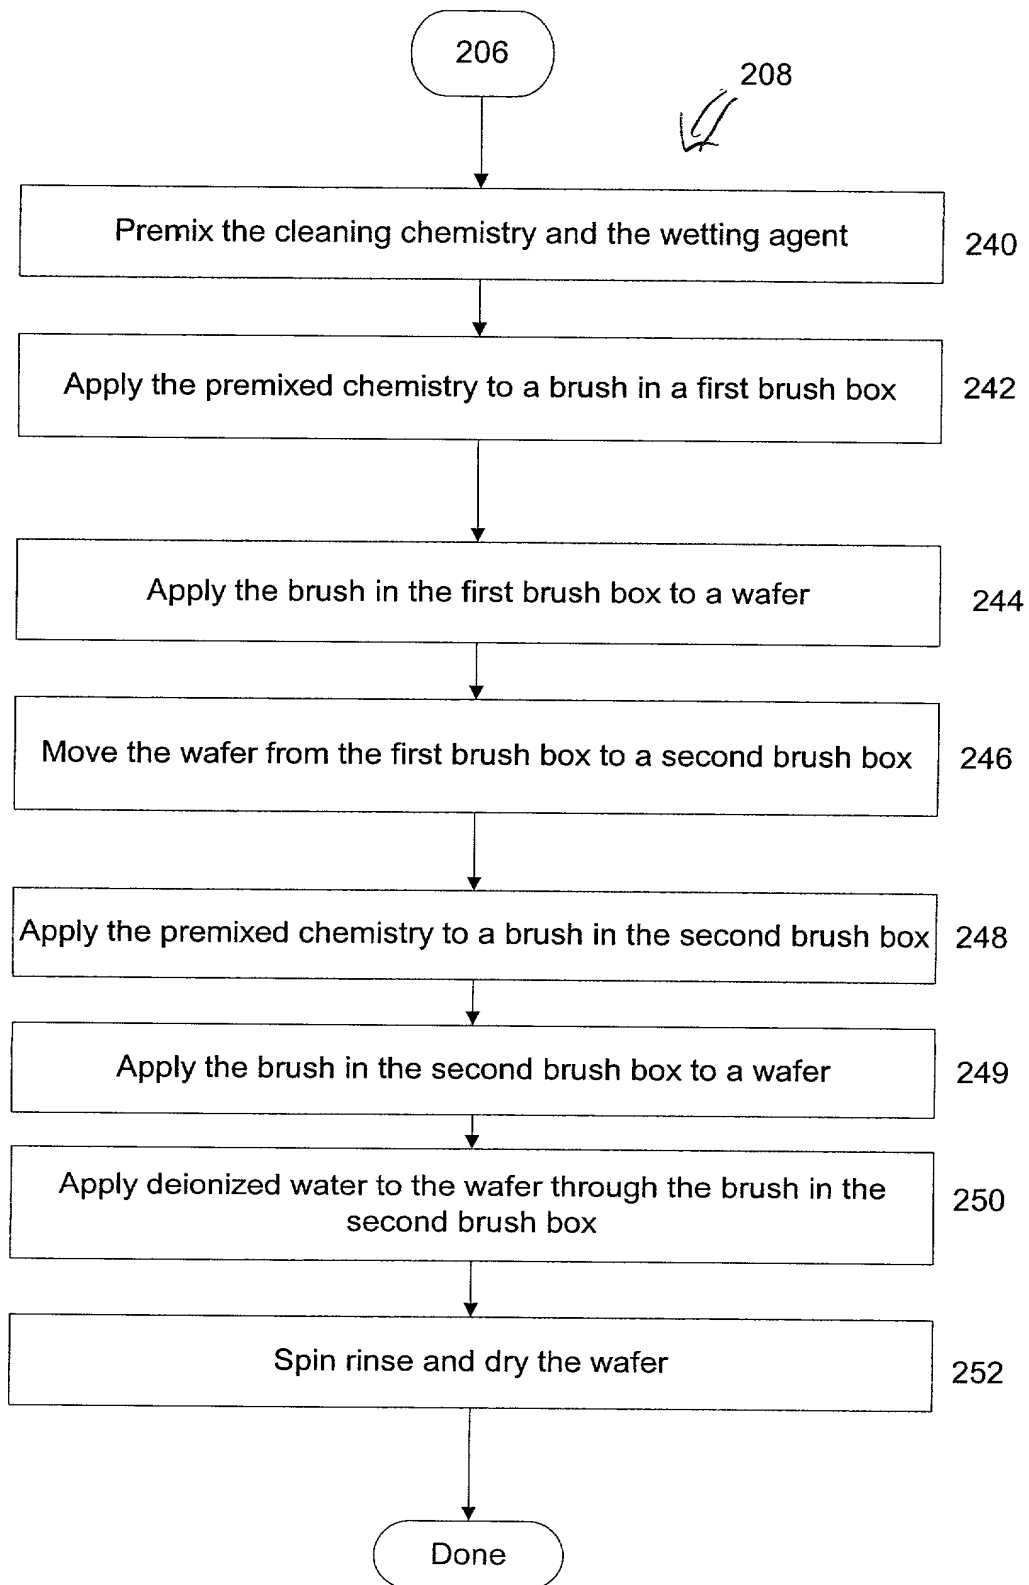 206
208
Premix the cleaning chemistry and the wetting agent
240
Apply the premixed chemistry to a brush in a first brush box
242
Apply the brush in the first brush box to a wafer
244
Move the wafer from the first brush box to a second brush box
246
Apply the premixed chemistry to a brush in the second brush box
248
Apply the brush in the second brush box to a wafer
249
Apply deionized water to the wafer through the brush in the
second brush box
250
Spin rinse and dry the wafer
252
Done